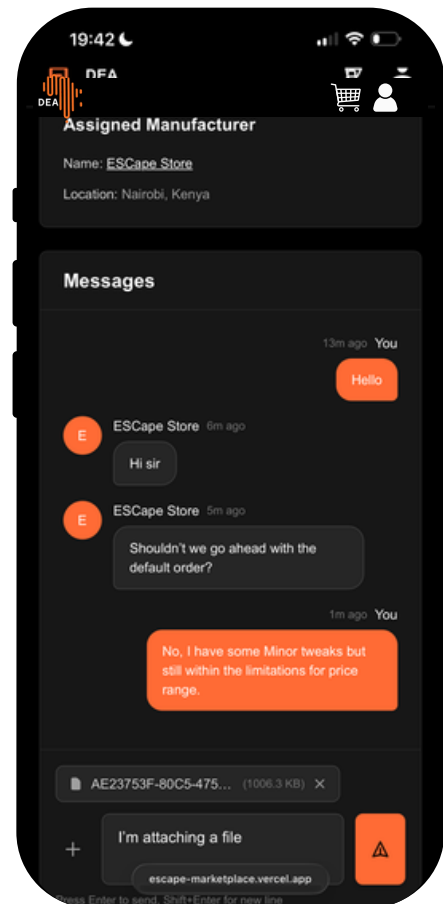 19:42
DEA
DEA
Assigned Manufacturer
Name: ESCape Store
Location: Nairobi, Kenya
Messages
13m ago You
Hello
E
ESCape Store 6m ago
Hi sir
E
ESCape Store 5m ago
Shouldn't we go ahead with the
default order?
1m ago You
No, I have some Minor tweaks but
still within the limitations for price
range.
AE23753F-80C5-475... (1006.3 KB) ×
+
I'm attaching a file
escape-marketplace.vercel.app
Press Enter to send. Shift+Enter for new line